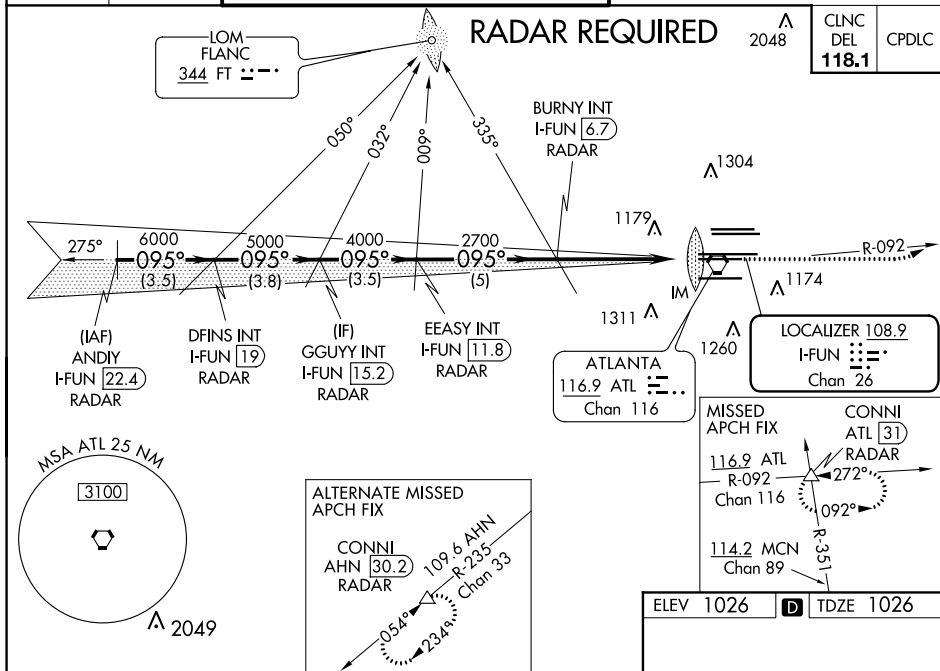 RADAR REQUIRED
2048
CLNC
DEL
118.1
CPDLC
LOM
FLANC
344 FT
050°
032°
009°
335°
BURNY INT
I-FUN 6.7
RADAR
1304
1179
275°
6000
095°
(3.5)
5000
095°
(3.8)
4000
095°
(3.5)
2700
095°
(5)
R-092
IM
1174
1311
1260
(IAF)
ANDIY
I-FUN 22.4
RADAR
DFINS INT
I-FUN 19
RADAR
(IF)
GGUYY INT
I-FUN 15.2
RADAR
EEASY INT
I-FUN 11.8
RADAR
ATLANTA
116.9 ATL
Chan 116
LOCALIZER 108.9
I-FUN
Chan 26
MSA ATL 25 NM
3100
2049
ALTERNATE MISSED
APCH FIX
CONNI
AHN 30.2
RADAR
109.6 AHN
R-235
Chan 33
054°
234°
MISSED
APCH FIX
CONNI
ATL 31
RADAR
116.9 ATL
R-092
Chan 116
272°
092°
R-351
114.2 MCN
Chan 89
ELEV 1026
D
TDZE 1026